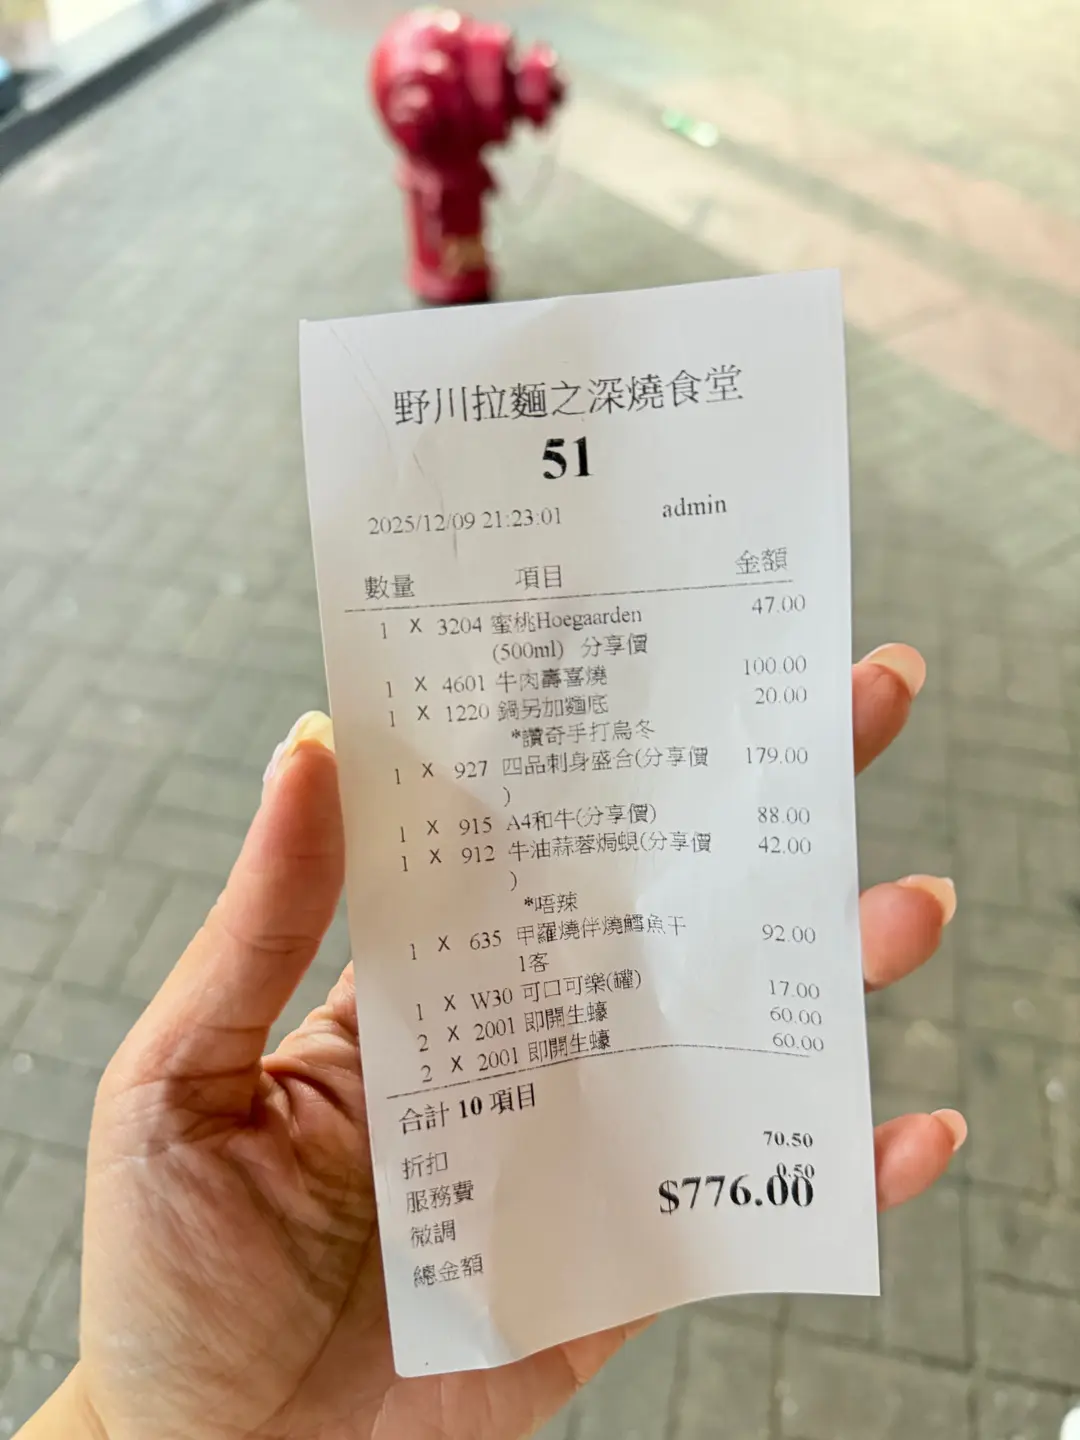 野川拉麵之深燒食堂
51
2025/12/09 21:23:01 admin
數量 項目 金額
1 X 3204 蜜桃Hoegaarden 47.00
(500ml) 分享價
1 X 4601 牛肉壽喜燒 100.00
1 X 1220 鍋另加麵底 20.00
*讚奇手打烏冬
1 X 927 四品刺身盛合(分享價 179.00
)
1 X 915 A4和牛(分享價) 88.00
1 X 912 牛油蒜蓉焗蜆(分享價 42.00
)
*唔辣
1 X 635 甲羅燒伴燒鱈魚干 92.00
1客
1 X W30 可口可樂(罐) 17.00
2 X 2001 即開生蠔 60.00
2 X 2001 即開生蠔 60.00
合計 10 項目
折扣
服務費 70.50
微調 0.50
總金額 $776.00